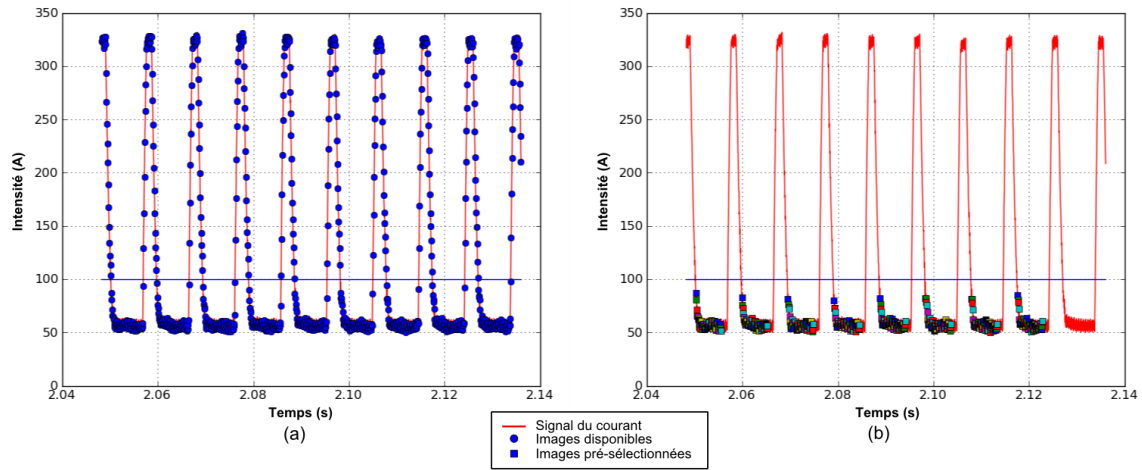 350
300
250
200
150
100
50
0
Intensité (A)
2.04 2.06 2.08 2.10 2.12 2.14
Temps (s)
(a)
350
300
250
200
150
100
50
0
Intensité (A)
2.04 2.06 2.08 2.10 2.12 2.14
Temps (s)
(b)
Signal du courant
Images disponibles
Images pré-sélectionnées